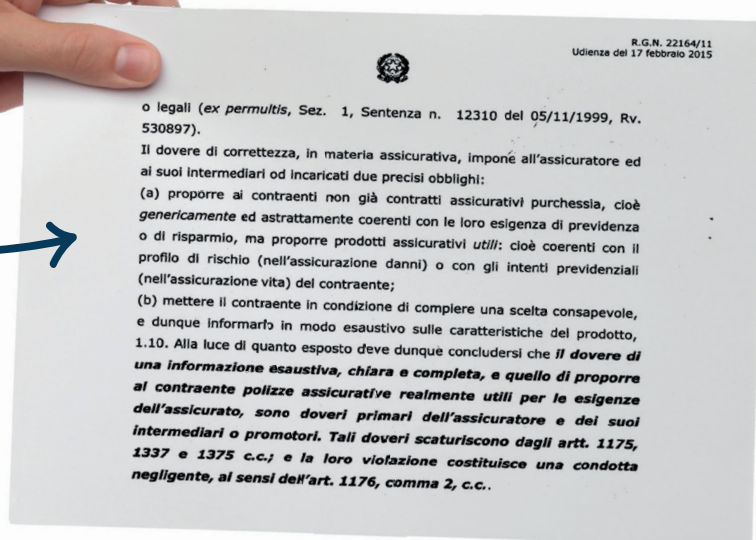 R.G.N. 22164/11
Udienza del 17 febbraio 2015
o legali (ex permultis, Sez. 1, Sentenza n. 12310 del 05/11/1999, Rv.
530897).
Il dovere di correttezza, in materia assicurativa, impone all'assicuratore ed
ai suoi intermediari od incaricati due precisi obblighi:
(a) proporre ai contraenti non già contratti assicurativi purchessia, cioè
genericamente ed astrattamente coerenti con le loro esigenza di previdenza
o di risparmio, ma proporre prodotti assicurativi utili: cioè coerenti con il
profilo di rischio (nell'assicurazione danni) o con gli intenti previdenziali
(nell'assicurazione vita) del contraente;
(b) mettere il contraente in condizione di compiere una scelta consapevole,
e dunque informarlo in modo esaustivo sulle caratteristiche del prodotto,
1.10. Alla luce di quanto esposto deve dunque concludersi che il dovere di
una informazione esaustiva, chiara e completa, e quello di proporre
al contraente polizze assicurative realmente utili per le esigenze
dell'assicurato, sono doveri primari dell'assicuratore e dei suoi
intermediari o promotori. Tali doveri scaturiscono dagli artt. 1175,
1337 e 1375 c.c.; e la loro violazione costituisce una condotta
negligente, ai sensi dell'art. 1176, comma 2, c.c..